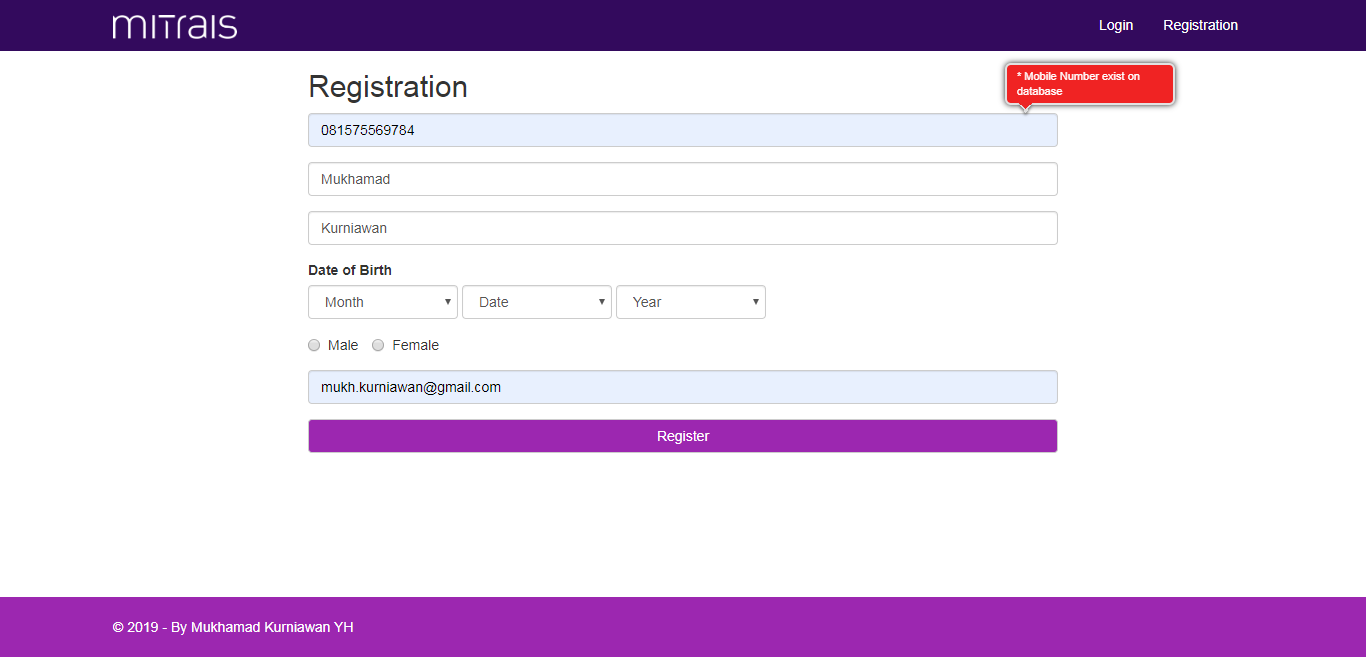 mitrais
Login
Registration
* Mobile Number exist on
database
Registration
081575569784
Mukhamad
Kurniawan
Date of Birth
Month
Date
Year
Male
Female
mukh.kurniawan@gmail.com
Register
© 2019 - By Mukhamad Kurniawan YH